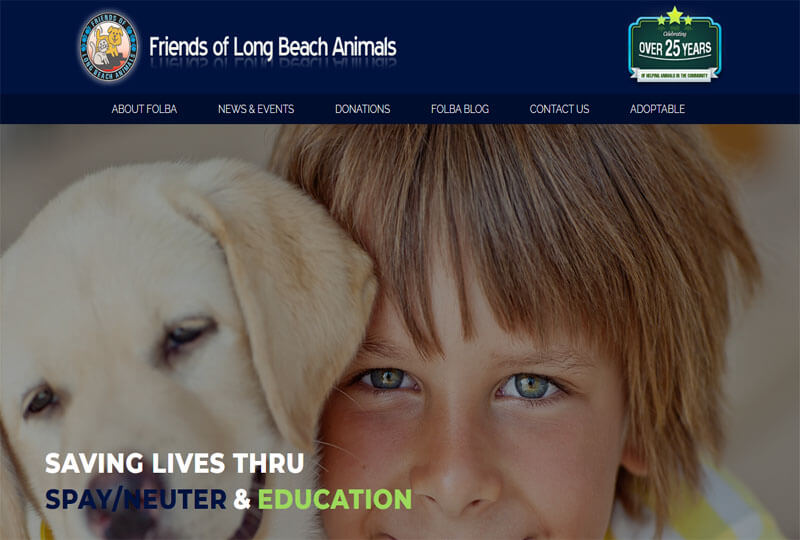 FRIENDS OF
LONG BEACH ANIMALS
Friends of Long Beach Animals
Celebrating
OVER 25 YEARS
OF HELPING ANIMALS IN THE COMMUNITY
ABOUT FOLBA NEWS & EVENTS DONATIONS FOLBA BLOG CONTACT US ADOPTABLE
SAVING LIVES THRU
SPAY/NEUTER & EDUCATION